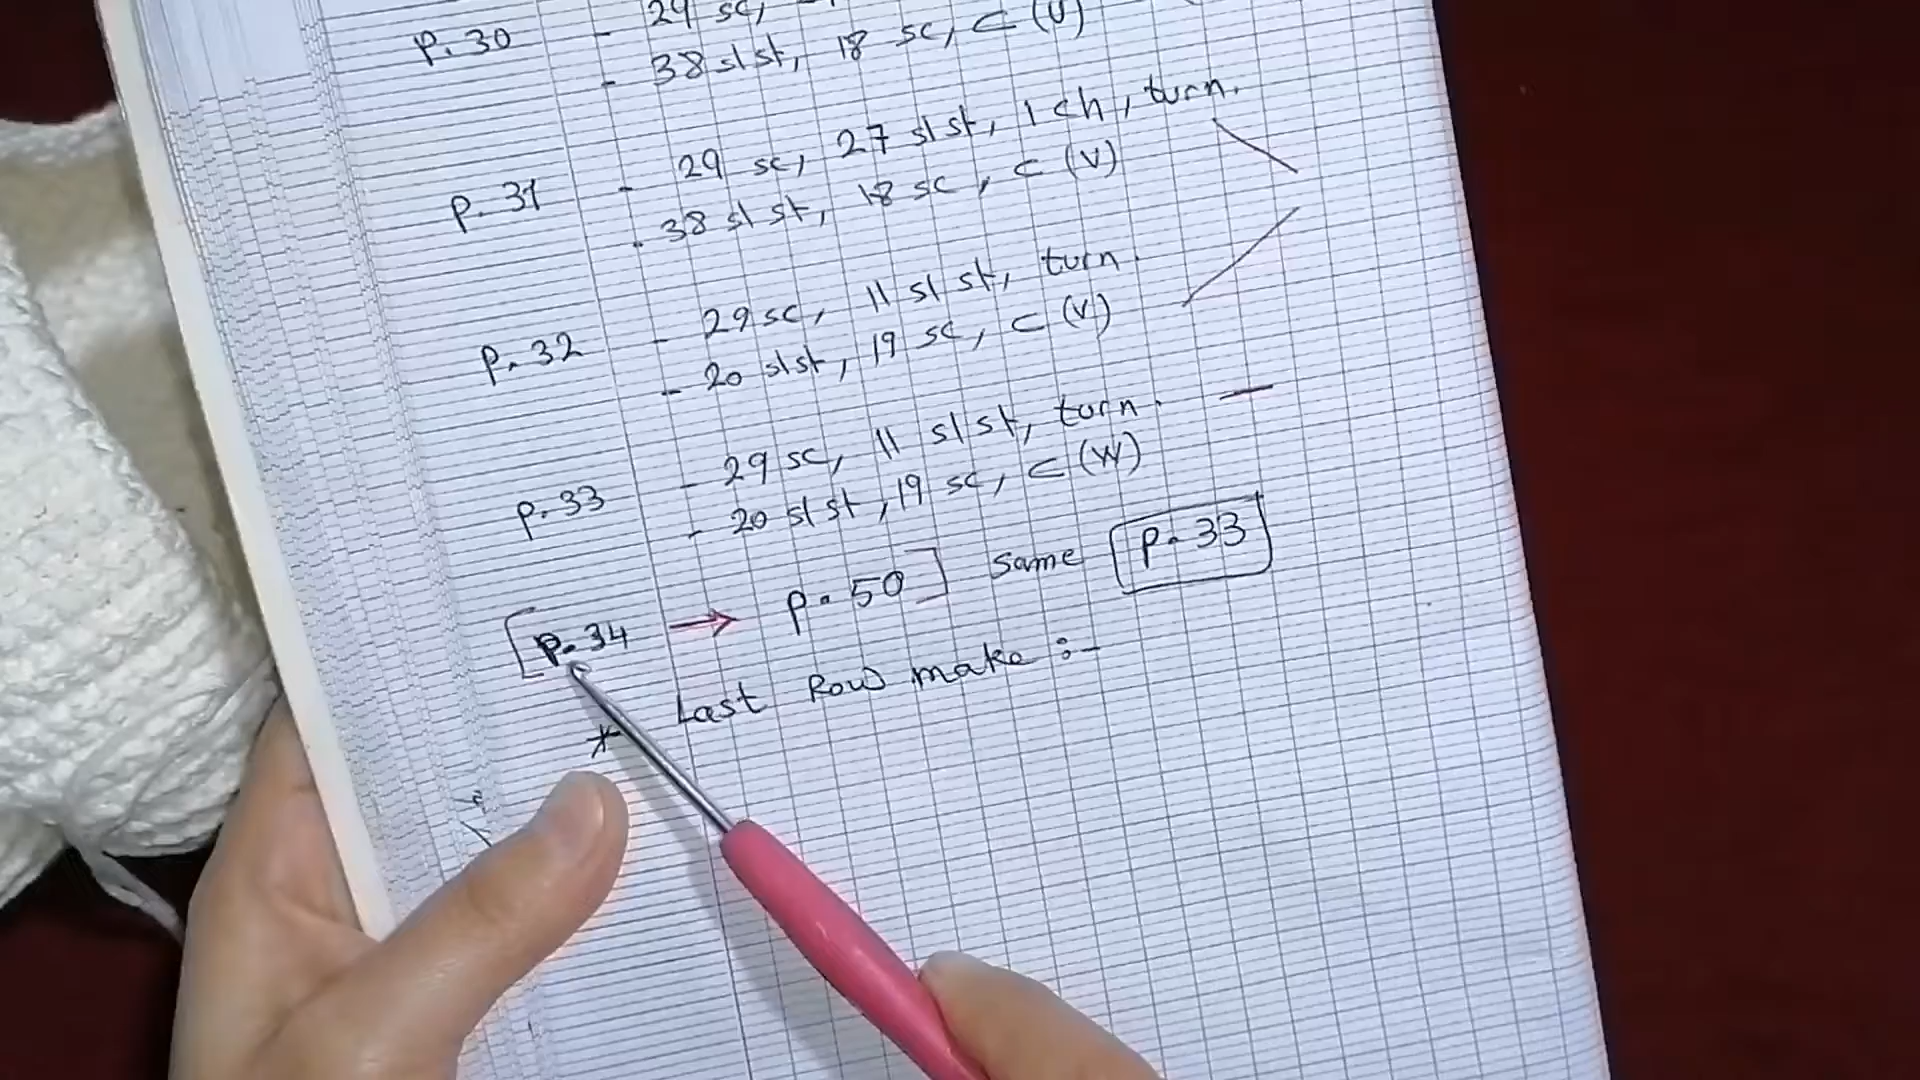 p. 30 - 29 sc,
- 38 sl st, 18 sc, C (V)
p. 31 - 29 sc, 27 sl st, 1 ch, turn.
- 38 sl st, 18 sc, C (V)
p. 32 - 29 sc, 11 sl st, turn.
- 20 sl st, 19 sc, C (V)
p. 33 - 29 sc, 11 sl st, turn. —
- 20 sl st, 19 sc, C (W)
[p. 34 → p. 50] same p. 33
* Last Row make :-